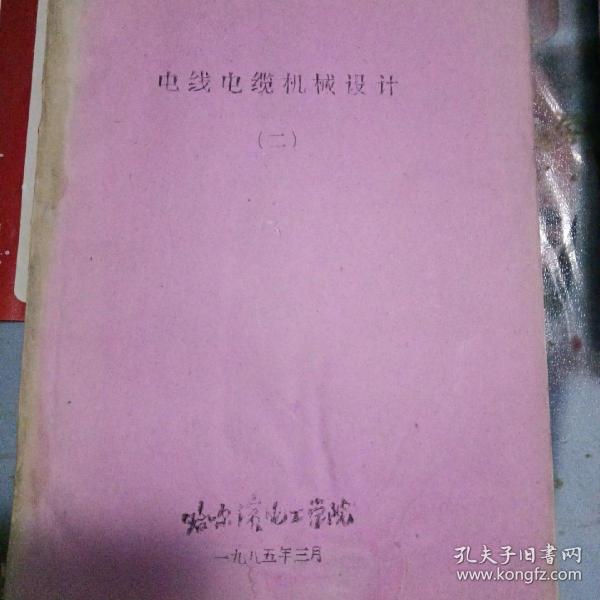 电线电缆机械设计
(二)
哈尔滨电工学院
一九八五年三月
孔夫子旧书网
www.kongfz.com